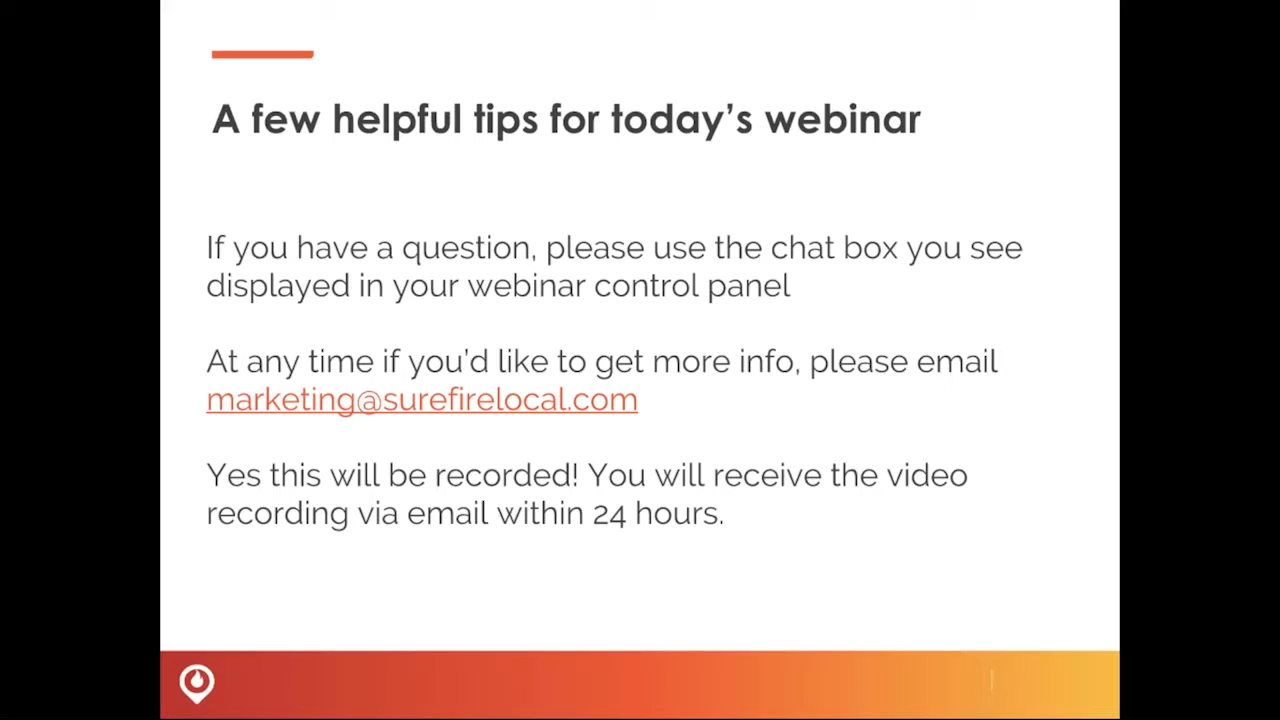 A few helpful tips for today’s webinar
If you have a question, please use the chat box you see
displayed in your webinar control panel
At any time if you’d like to get more info, please email
marketing@surefirelocal.com
Yes this will be recorded! You will receive the video
recording via email within 24 hours.